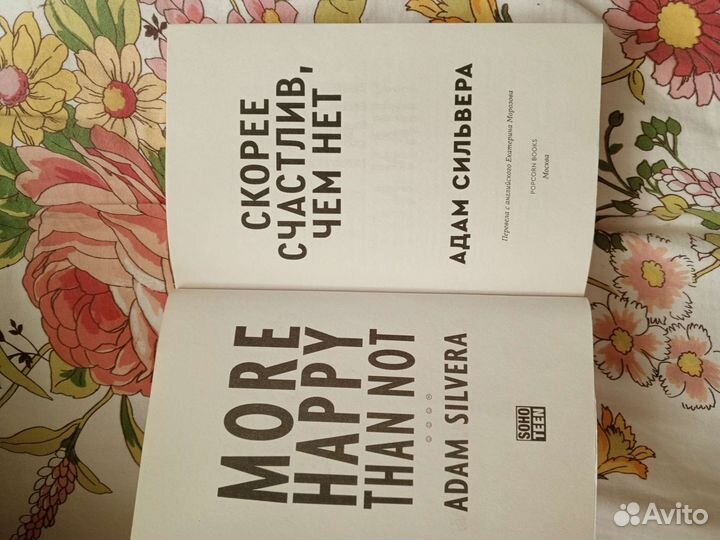 MORE
HAPPY
THAN NOT
ADAM SILVERA
SOHO
TEEN
СКОРЕЕ
СЧАСТЛИВ,
ЧЕМ НЕТ
АДАМ СИЛЬВЕРА
Перевела с английского Екатерина Морозова
POPCORN BOOKS
Москва
Avito